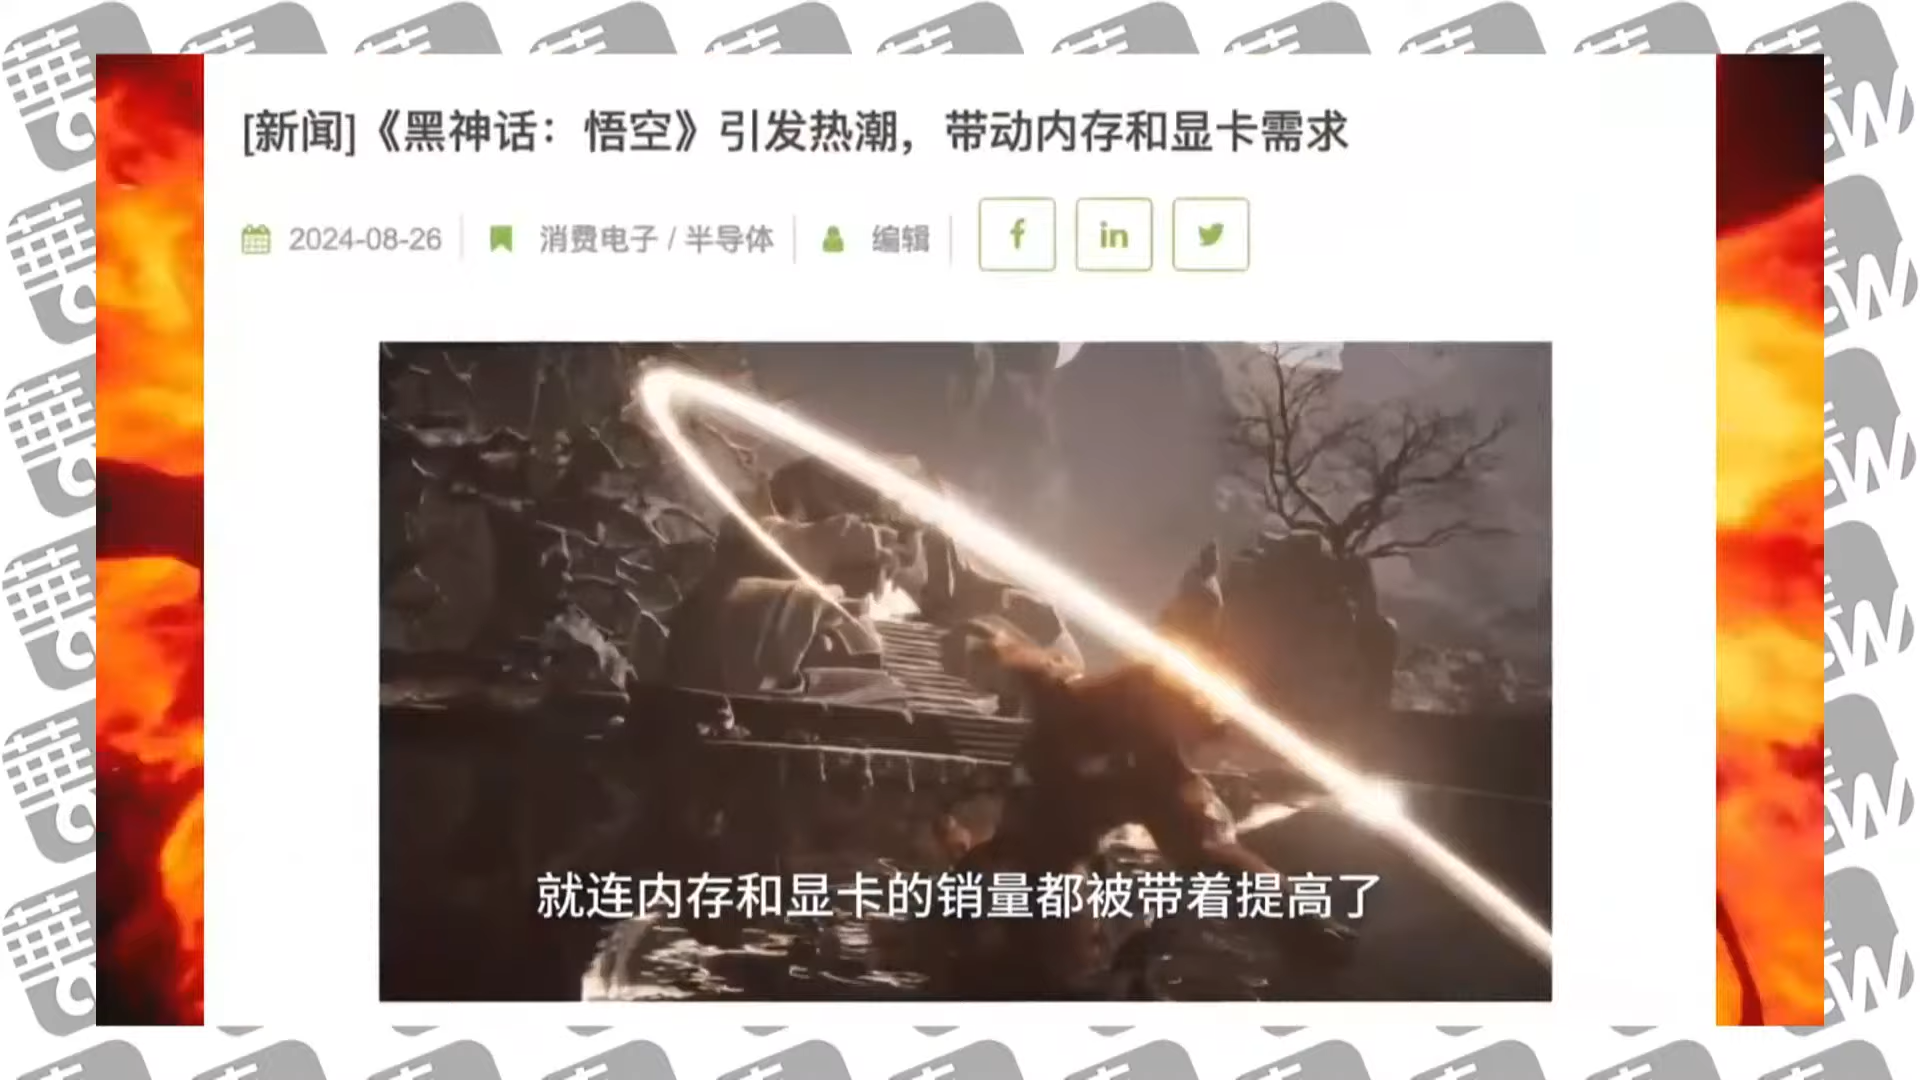 [新闻]《黑神话：悟空》引发热潮，带动内存和显卡需求
2024-08-26 | 消费电子 / 半导体 | 编辑
就连内存和显卡的销量都被带着提高了